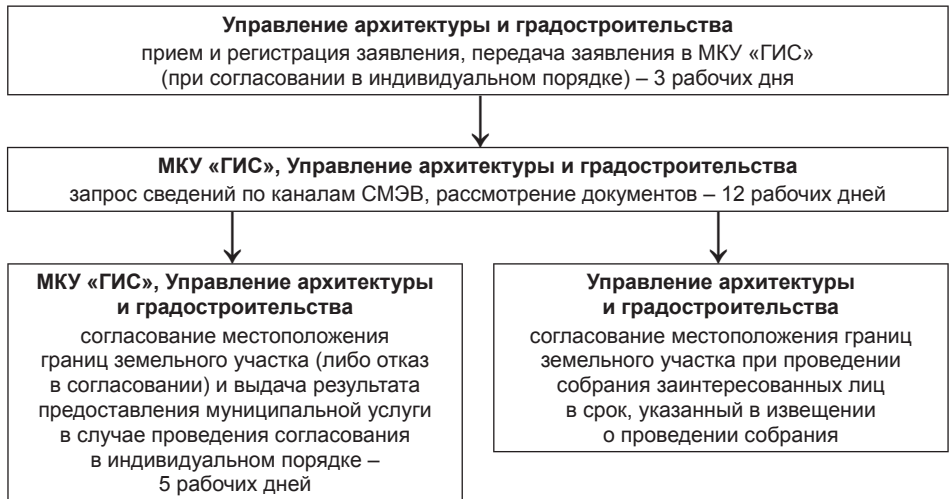 Управление архитектуры и градостроительства
прием и регистрация заявления, передача заявления в МКУ «ГИС»
(при согласовании в индивидуальном порядке) – 3 рабочих дня
МКУ «ГИС», Управление архитектуры и градостроительства
запрос сведений по каналам СМЭВ, рассмотрение документов – 12 рабочих дней
МКУ «ГИС», Управление архитектуры
и градостроительства
согласование местоположения
границ земельного участка (либо отказ
в согласовании) и выдача результата
предоставления муниципальной услуги
в случае проведения согласования
в индивидуальном порядке –
5 рабочих дней
Управление архитектуры
и градостроительства
согласование местоположения границ
земельного участка при проведении
собрания заинтересованных лиц
в срок, указанный в извещении
о проведении собрания